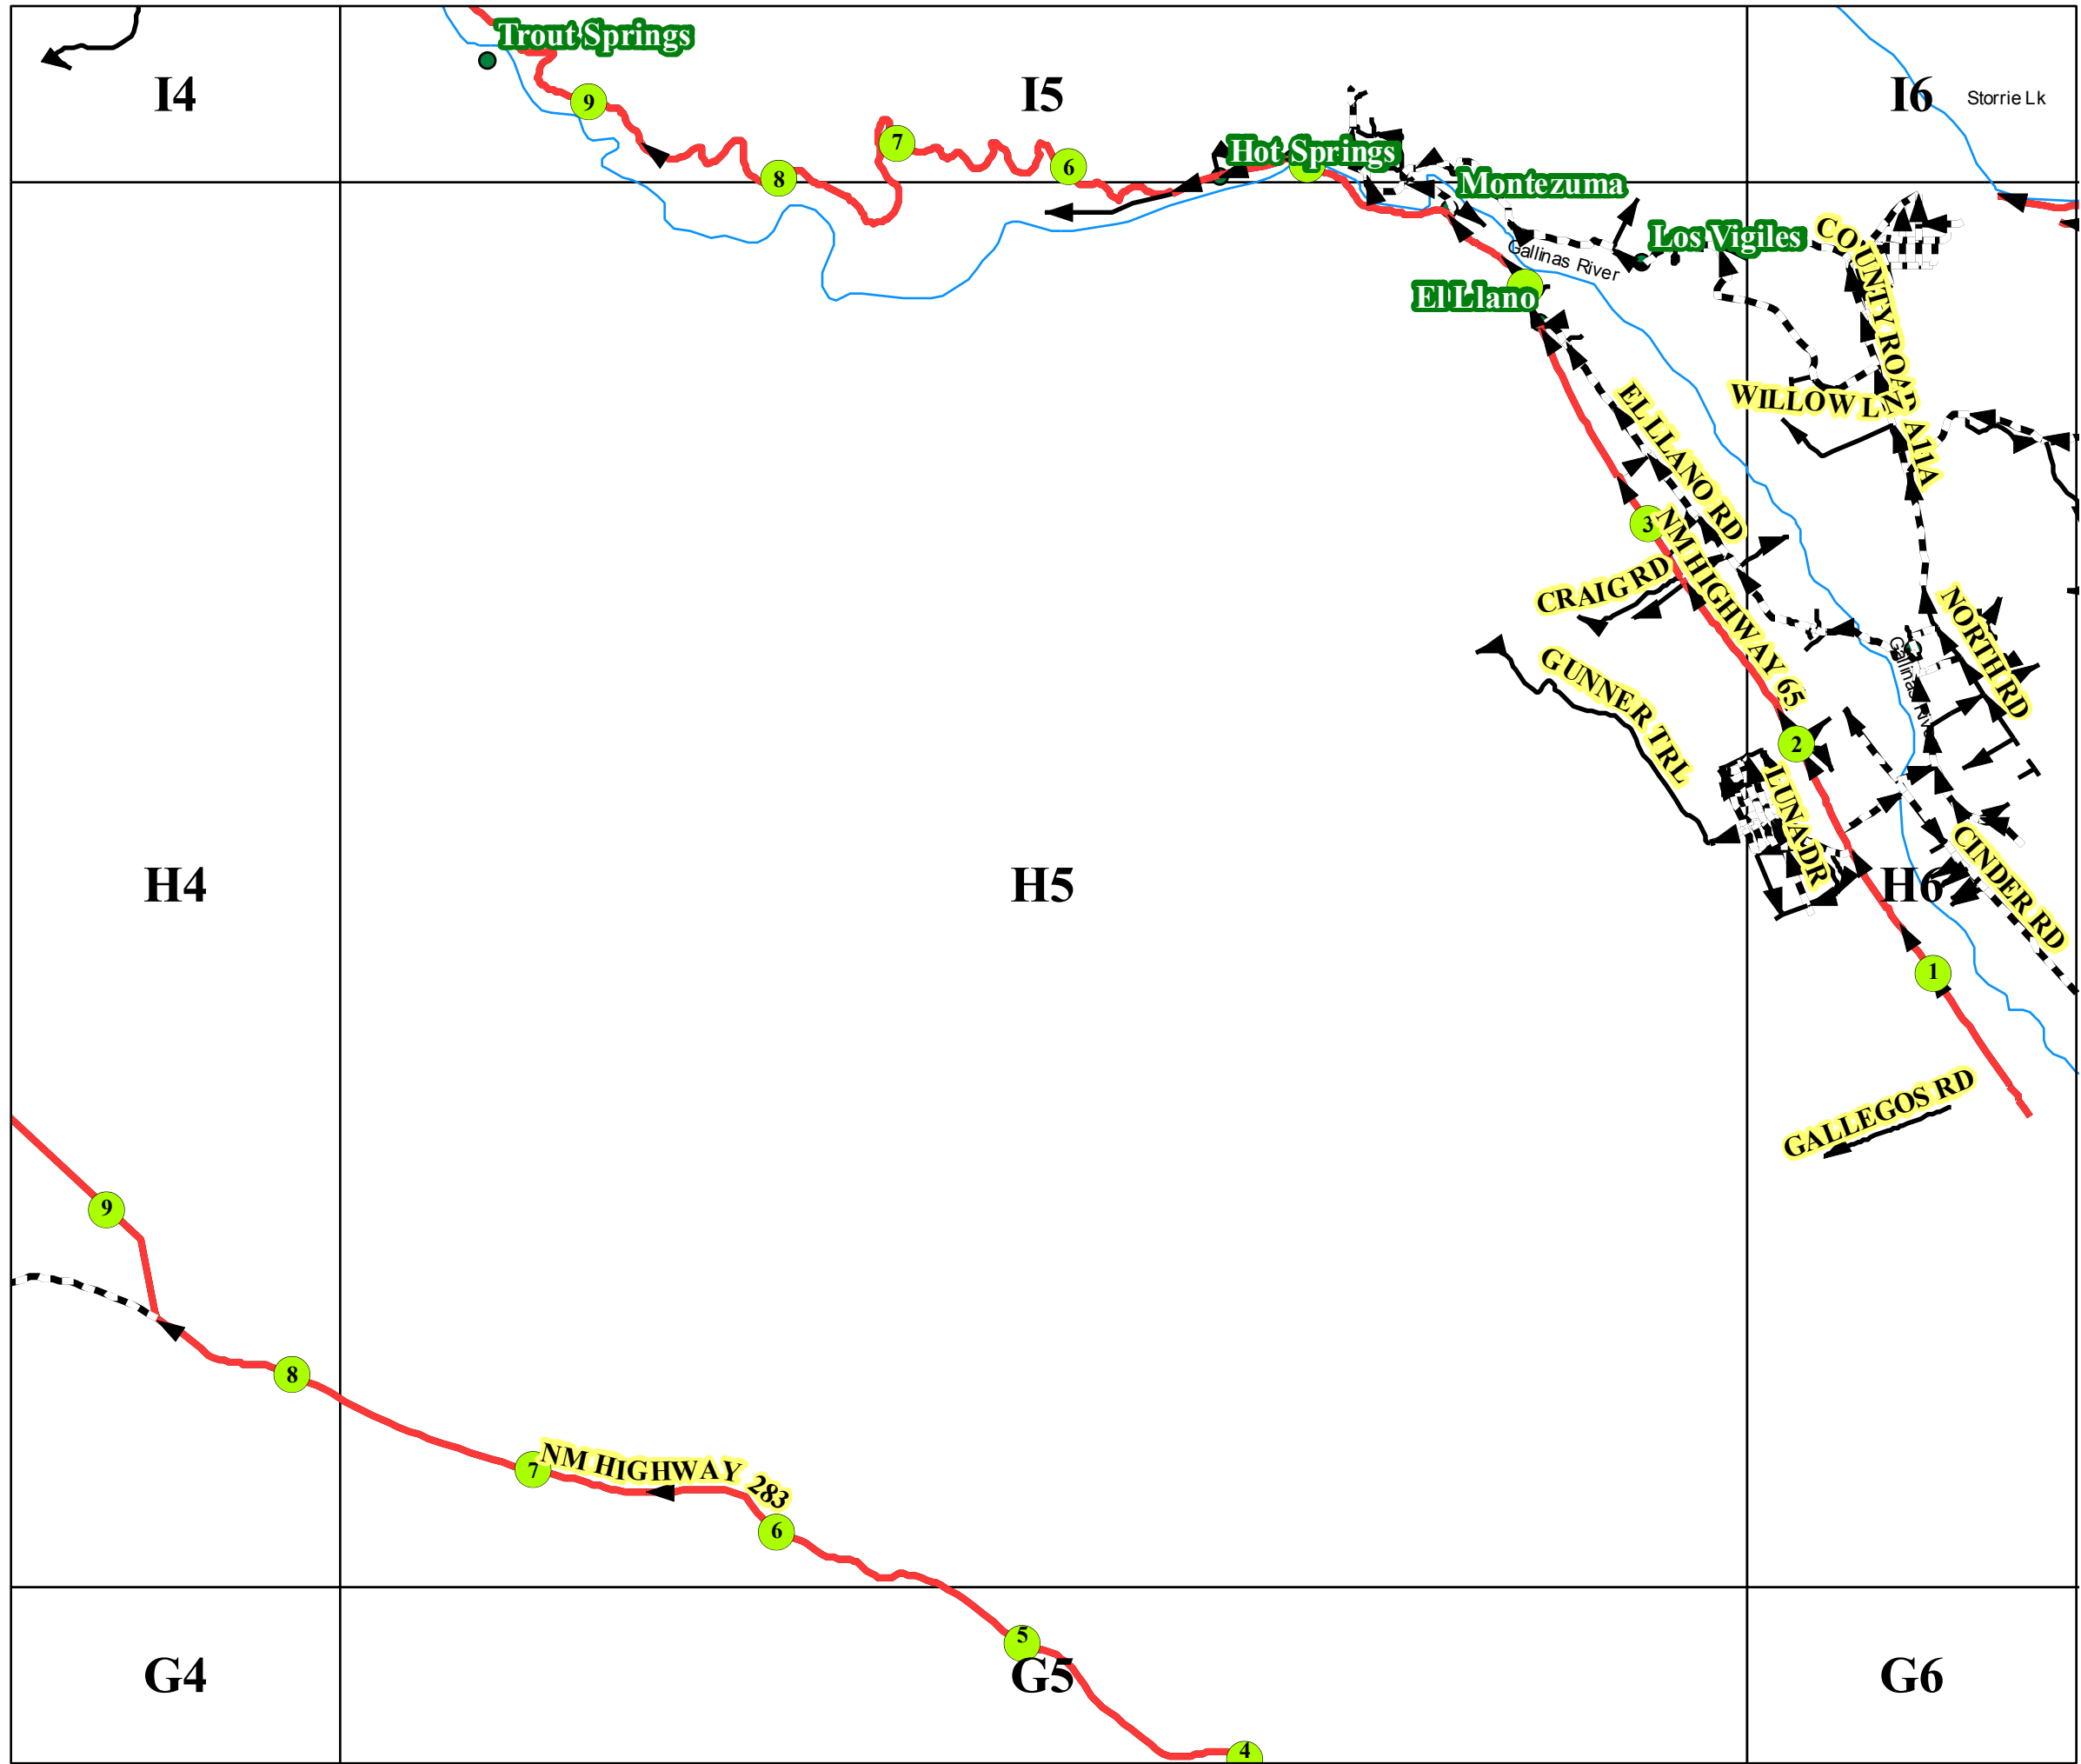 Trout Springs
I4
9
I5
I6
Storrie Lk
7
Hot Springs
6
8
Montezuma
Los Vigiles
COUNTY ROAD A11A
Gallinas River
El Llano
WILLOW LN
EL LLANO RD
3
NM HIGHWAY 65
CRAIG RD
NORTH RD
GUNNER TRL
Gallinas River
2
LUNA DR
CINDER RD
H4
H5
H6
1
GALLEGOS RD
9
8
7
NM HIGHWAY 283
6
5
G4
G5
G6
4